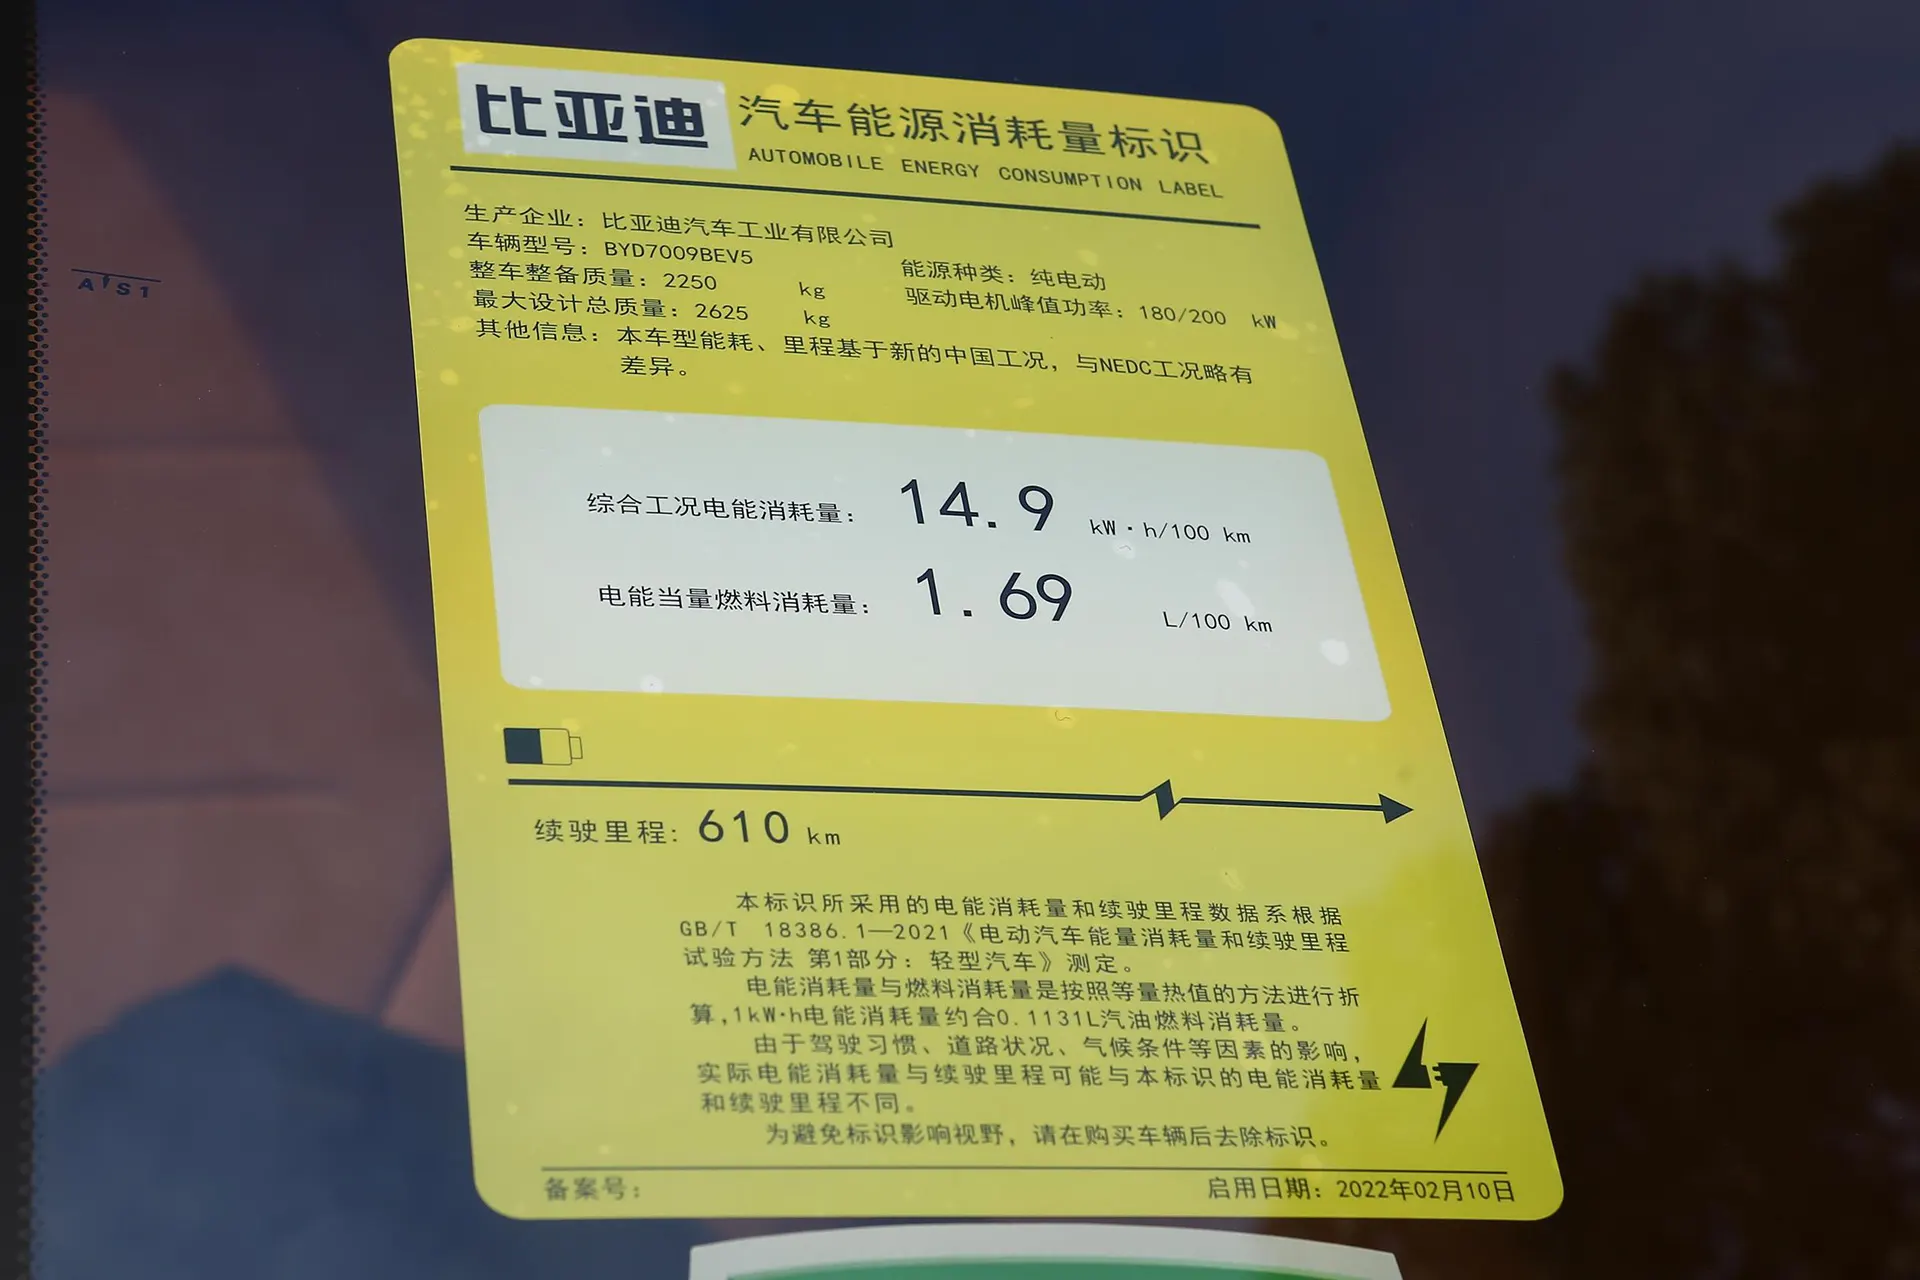 比亚迪 汽车能源消耗量标识
AUTOMOBILE ENERGY CONSUMPTION LABEL
生产企业：比亚迪汽车工业有限公司
车辆型号：BYD7009BEV5
能源种类：纯电动
整车整备质量：2250 kg
驱动电机峰值功率：180/200 kW
最大设计总质量：2625 kg
其他信息：本车型能耗、里程基于新的中国工况，与NEDC工况略有
差异。
综合工况电能消耗量：14.9 kW·h/100 km
电能当量燃料消耗量：1.69 L/100 km
续驶里程:610 km
本标识所采用的电能消耗量和续驶里程数据系根据
GB/T 18386.1—2021《电动汽车能量消耗量和续驶里程
试验方法 第1部分：轻型汽车》测定。
电能消耗量与燃料消耗量是按照等量热值的方法进行折
算,1kW·h电能消耗量约合0.1131L汽油燃料消耗量。
由于驾驶习惯、道路状况、气候条件等因素的影响，
实际电能消耗量与续驶里程可能与本标识的电能消耗量
和续驶里程不同。
为避免标识影响视野，请在购买车辆后去除标识。
备案号：
启用日期：2022年02月10日
AS1